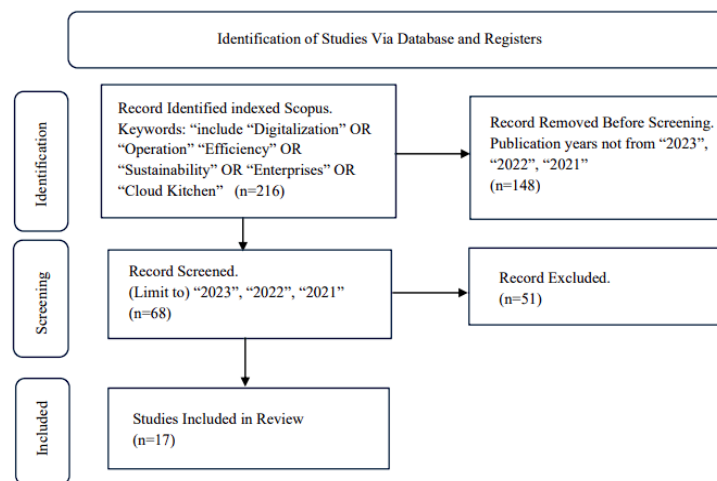 Identification of Studies Via Database and Registers
Identification
Record Identified indexed Scopus.
Keywords: “include “Digitalization” OR
“Operation” “Efficiency” OR
“Sustainability” OR “Enterprises” OR
“Cloud Kitchen” (n=216)
Record Removed Before Screening.
Publication years not from “2023”,
“2022”, “2021”
(n=148)
Screening
Record Screened.
(Limit to) “2023”, “2022”, “2021”
(n=68)
Record Excluded.
(n=51)
Included
Studies Included in Review
(n=17)